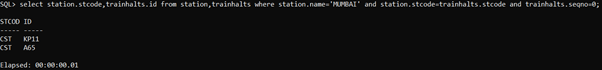 SQL> select station.stcode,trainhalts.id from station,trainhalts where station.name='MUMBAI' and station.stcode=trainhalts.stcode and trainhalts.seqno=0;
STCOD ID
----- -----
CST   KP11
CST   A65
Elapsed: 00:00:00.01